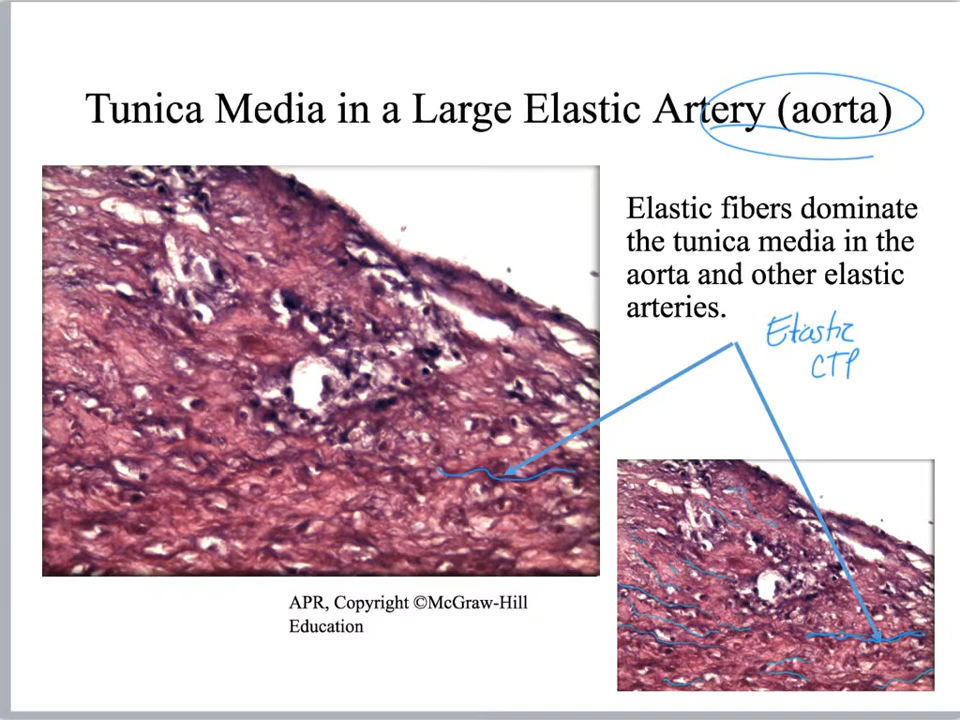 Tunica Media in a Large Elastic Artery (aorta)
Elastic fibers dominate
the tunica media in the
aorta and other elastic
arteries.
Elastic
CTP
APR, Copyright ©McGraw-Hill
Education